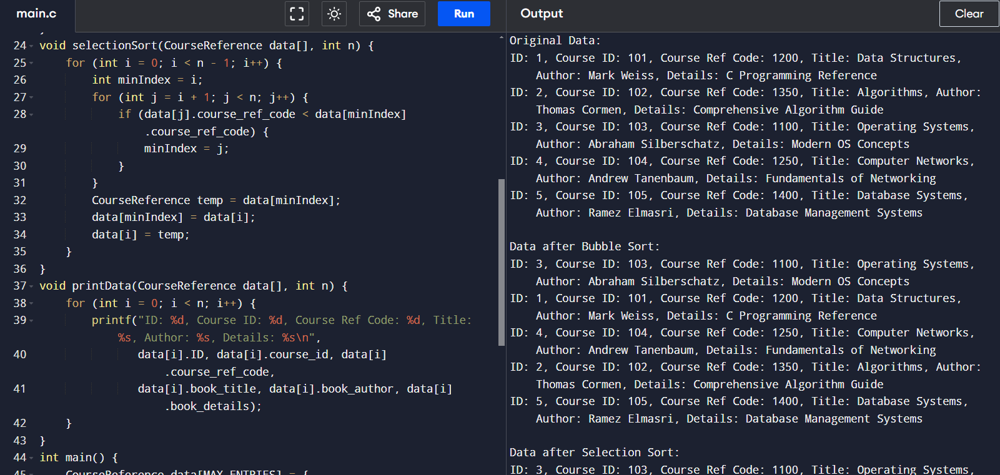 main.c
Share
Run
Output
Clear
24 void selectionSort(CourseReference data[], int n) {
25 for (int i = 0; i < n - 1; i++) {
26 int minIndex = i;
27 for (int j = i + 1; j < n; j++) {
28 if (data[j].course_ref_code < data[minIndex]
.course_ref_code) {
29 minIndex = j;
30 }
31 }
32 CourseReference temp = data[minIndex];
33 data[minIndex] = data[i];
34 data[i] = temp;
35 }
36 }
37 void printData(CourseReference data[], int n) {
38 for (int i = 0; i < n; i++) {
39 printf("ID: %d, Course ID: %d, Course Ref Code: %d, Title:
%s, Author: %s, Details: %s\n",
40 data[i].ID, data[i].course_id, data[i]
.course_ref_code,
41 data[i].book_title, data[i].book_author, data[i]
.book_details);
42 }
43 }
44 int main() {
45 CourseReference data[MAX_ENTRIES] = {
Original Data:
ID: 1, Course ID: 101, Course Ref Code: 1200, Title: Data Structures,
Author: Mark Weiss, Details: C Programming Reference
ID: 2, Course ID: 102, Course Ref Code: 1350, Title: Algorithms, Author:
Thomas Cormen, Details: Comprehensive Algorithm Guide
ID: 3, Course ID: 103, Course Ref Code: 1100, Title: Operating Systems,
Author: Abraham Silberschatz, Details: Modern OS Concepts
ID: 4, Course ID: 104, Course Ref Code: 1250, Title: Computer Networks,
Author: Andrew Tanenbaum, Details: Fundamentals of Networking
ID: 5, Course ID: 105, Course Ref Code: 1400, Title: Database Systems,
Author: Ramez Elmasri, Details: Database Management Systems
Data after Bubble Sort:
ID: 3, Course ID: 103, Course Ref Code: 1100, Title: Operating Systems,
Author: Abraham Silberschatz, Details: Modern OS Concepts
ID: 1, Course ID: 101, Course Ref Code: 1200, Title: Data Structures,
Author: Mark Weiss, Details: C Programming Reference
ID: 4, Course ID: 104, Course Ref Code: 1250, Title: Computer Networks,
Author: Andrew Tanenbaum, Details: Fundamentals of Networking
ID: 2, Course ID: 102, Course Ref Code: 1350, Title: Algorithms, Author:
Thomas Cormen, Details: Comprehensive Algorithm Guide
ID: 5, Course ID: 105, Course Ref Code: 1400, Title: Database Systems,
Author: Ramez Elmasri, Details: Database Management Systems
Data after Selection Sort:
ID: 3, Course ID: 103, Course Ref Code: 1100, Title: Operating Systems,